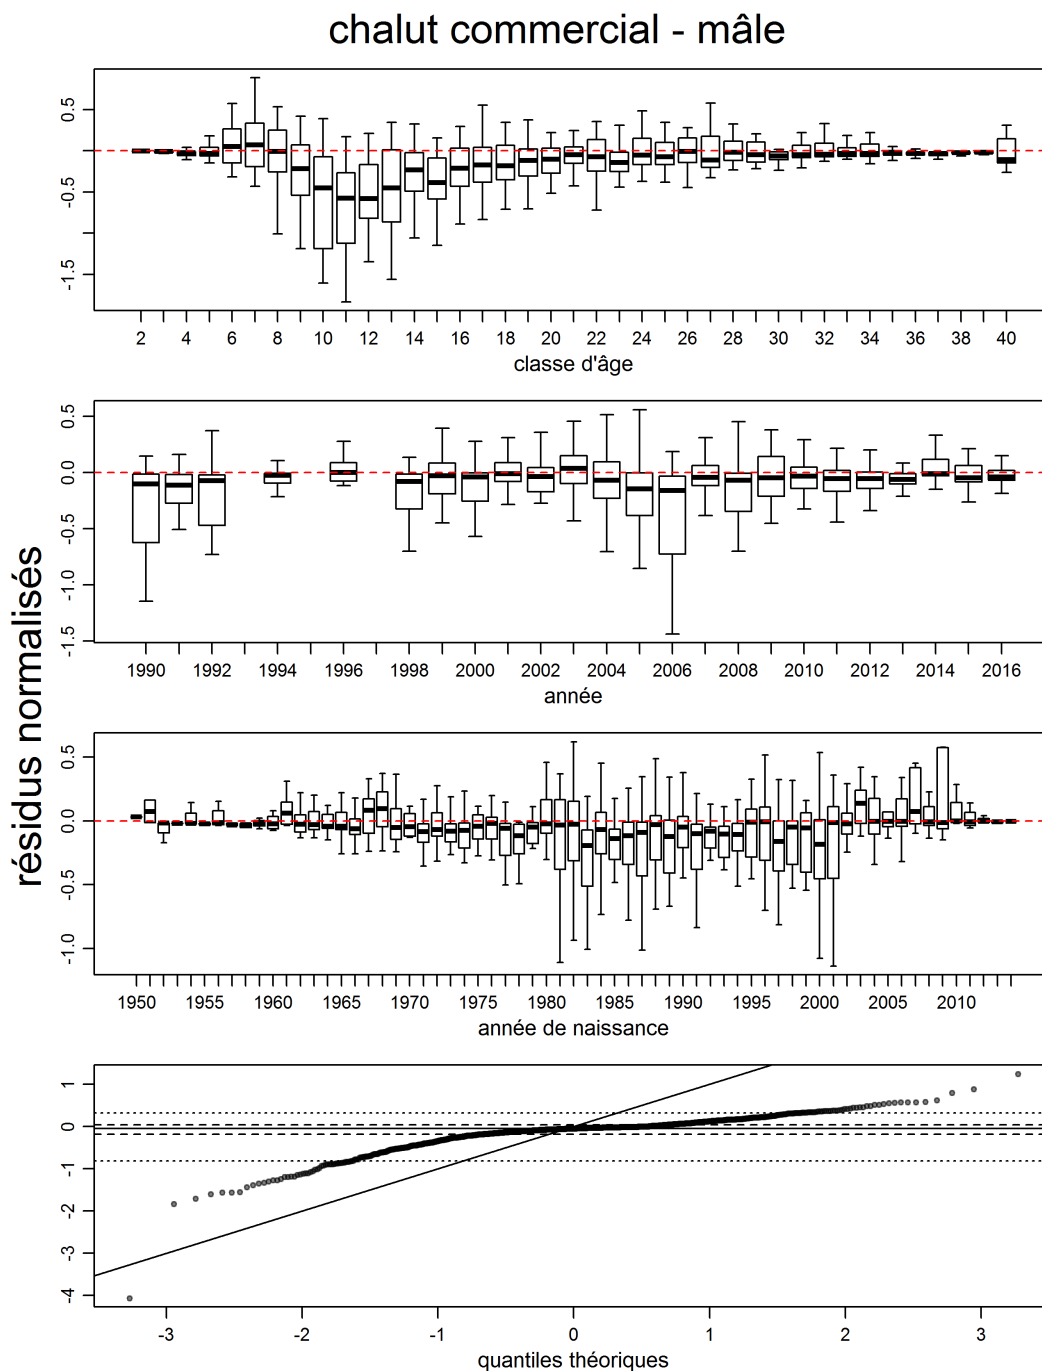 chalut commercial - mâle
résidus normalisés
0.5
-0.5
-1.5
2 4 6 8 10 12 14 16 18 20 22 24 26 28 30 32 34 36 38 40
classe d'âge
0.5
0.0
-0.5
-1.0
-1.5
1990 1992 1994 1996 1998 2000 2002 2004 2006 2008 2010 2012 2014 2016
année
0.5
0.0
-0.5
-1.0
1950 1955 1960 1965 1970 1975 1980 1985 1990 1995 2000 2005 2010
année de naissance
1
0
-1
-2
-3
-4
-3 -2 -1 0 1 2 3
quantiles théoriques